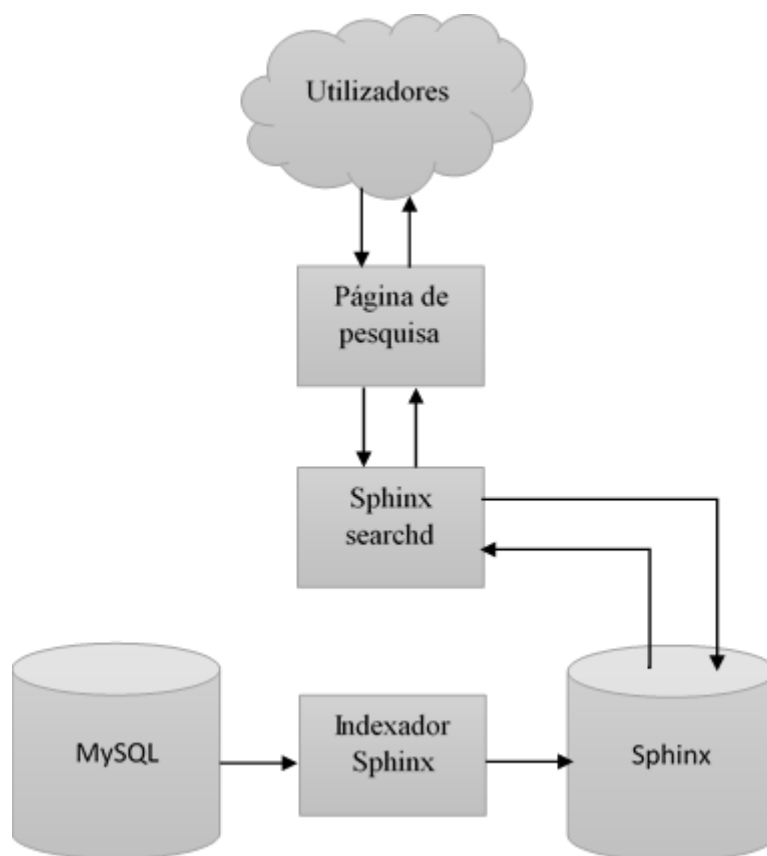 Utilizadores
Página de
pesquisa
Sphinx
searchd
MySQL
Indexador
Sphinx
Sphinx